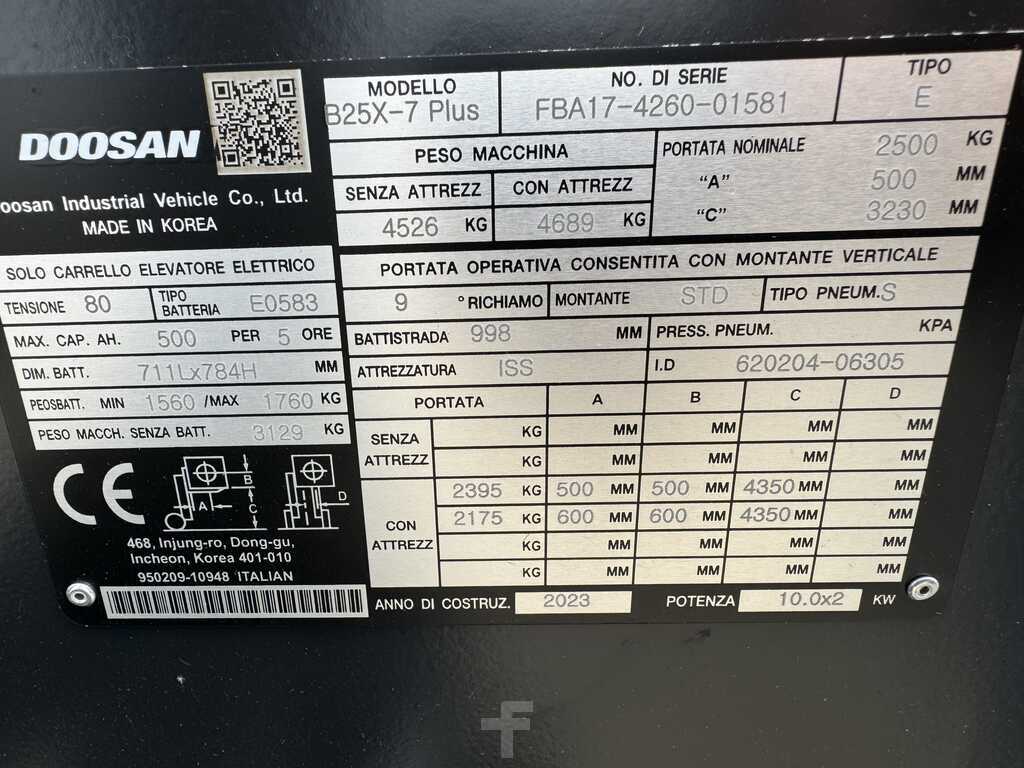 DOOSAN
oosan Industrial Vehicle Co., Ltd.
MADE IN KOREA
MODELLO
B25X-7 Plus
NO. DI SERIE
FBA17-4260-01581
TIPO
E
PESO MACCHINA
SENZA ATTREZZ CON ATTREZZ
4526 KG 4689 KG
PORTATA NOMINALE 2500 KG
"A" 500 MM
"C" 3230 MM
SOLO CARRELLO ELEVATORE ELETTRICO
TENSIONE 80 TIPO BATTERIA E0583
MAX. CAP. AH. 500 PER 5 ORE
DIM. BATT. 711Lx784H MM
PEOSBATT. MIN 1560 /MAX 1760 KG
PESO MACCH. SENZA BATT. 3129 KG
PORTATA OPERATIVA CONSENTITA CON MONTANTE VERTICALE
9 °RICHIAMO MONTANTE STD TIPO PNEUM. S
BATTISTRADA 998 MM PRESS. PNEUM. KPA
ATTREZZATURA ISS I.D 620204-06305
PORTATA A B C D
SENZA ATTREZZ
KG MM MM MM MM
KG MM MM MM MM
CON ATTREZZ
2395 KG 500 MM 500 MM 4350 MM MM
2175 KG 600 MM 600 MM 4350 MM MM
KG MM MM MM MM
KG MM MM MM MM
CE
A B C D
468, Injung-ro, Dong-gu,
Incheon, Korea 401-010
950209-10948 ITALIAN
ANNO DI COSTRUZ. 2023 POTENZA 10.0x2 KW
F